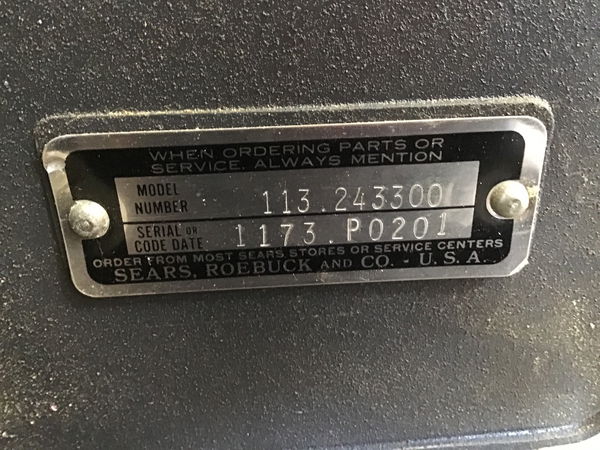 WHEN ORDERING PARTS OR
SERVICE, ALWAYS MENTION
MODEL
NUMBER 113.243300
SERIAL OR
CODE DATE 1173.P0201
ORDER FROM MOST SEARS STORES OR SERVICE CENTERS
SEARS, ROEBUCK AND CO. - U.S.A.